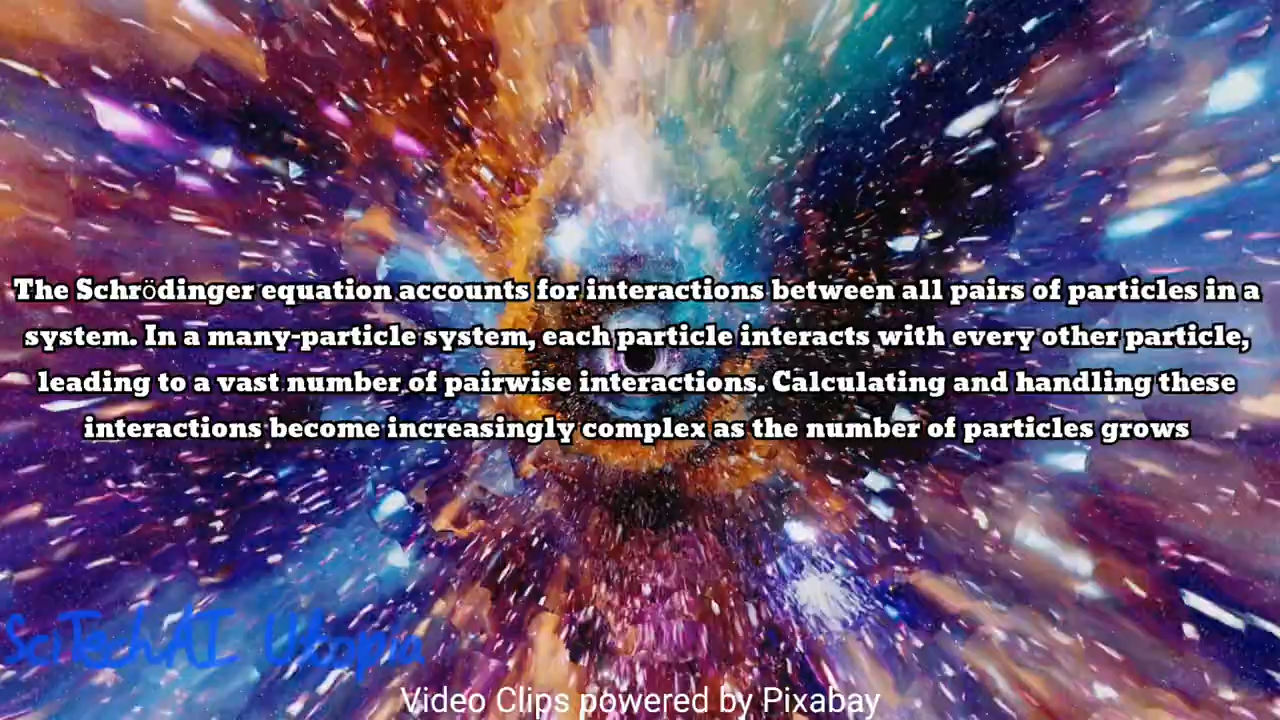 The Schrödinger equation accounts for interactions between all pairs of particles in a
system. In a many-particle system, each particle interacts with every other particle,
leading to a vast number of pairwise interactions. Calculating and handling these
interactions become increasingly complex as the number of particles grows
SciTechAI Utopia
Video Clips powered by Pixabay